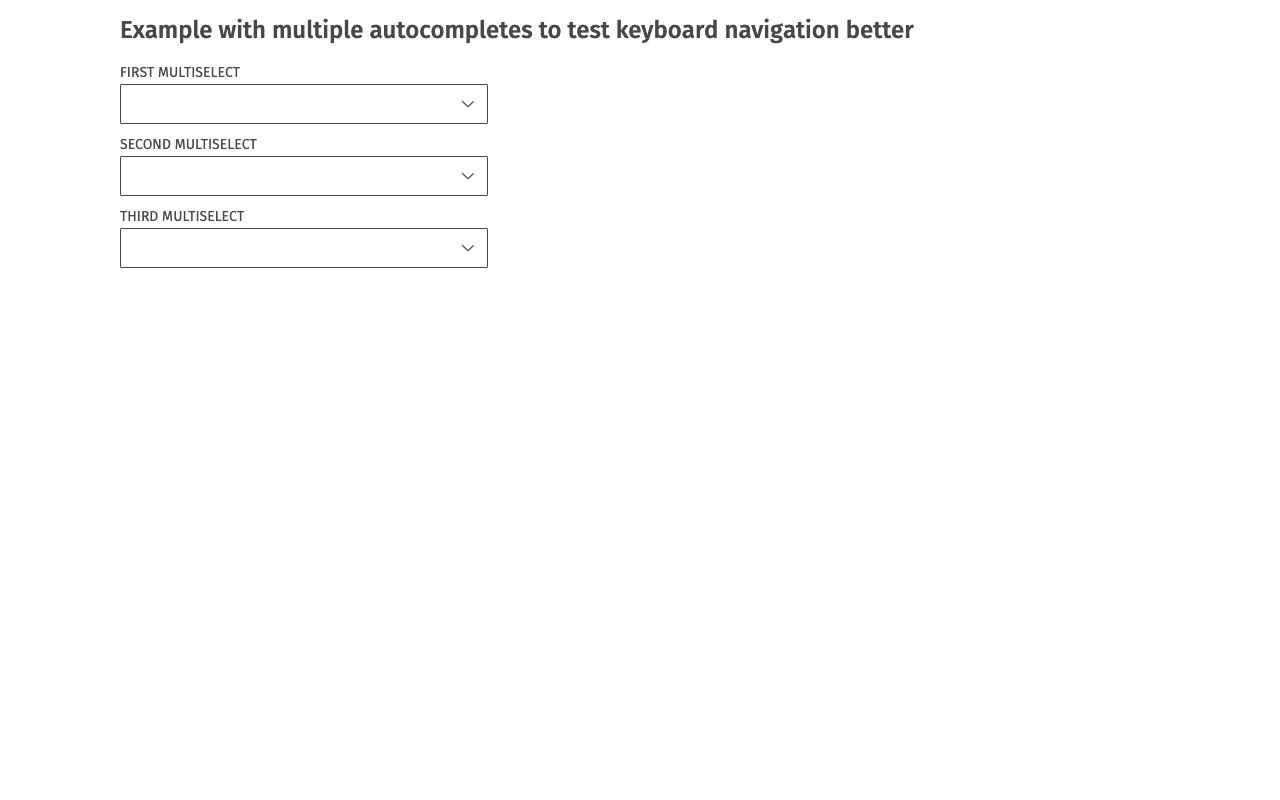 Example with multiple autocompletes to test keyboard navigation better
FIRST MULTISELECT
SECOND MULTISELECT
THIRD MULTISELECT